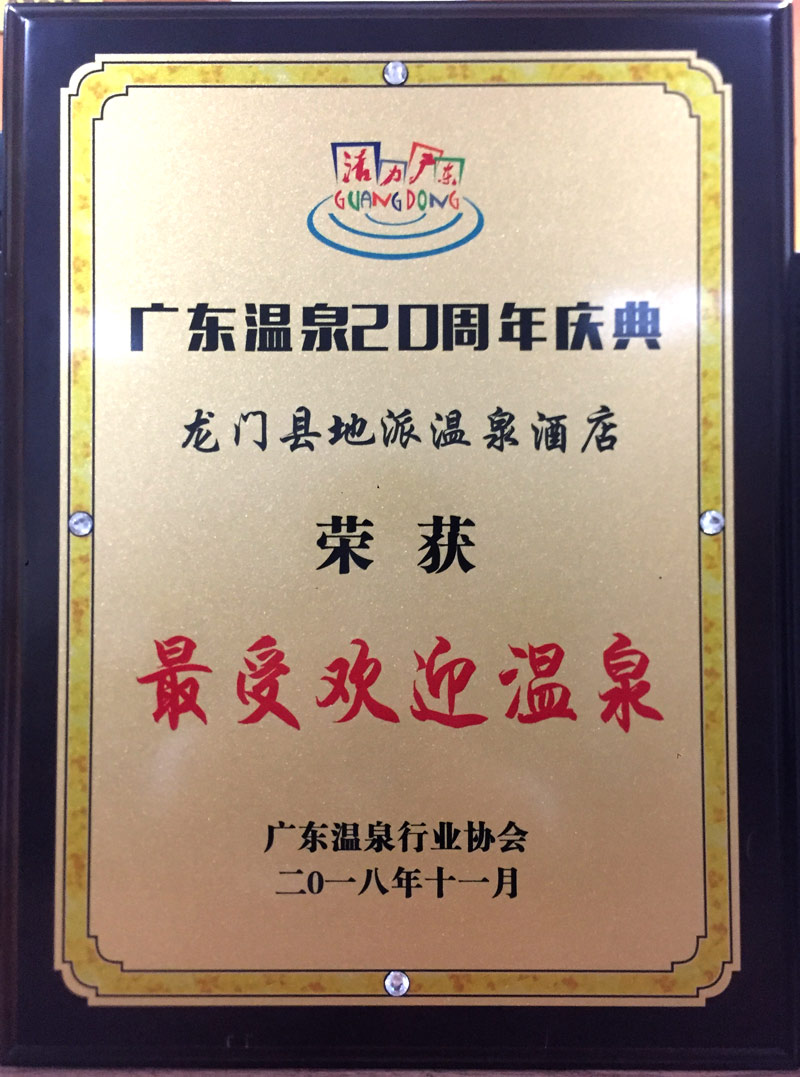 活力广东
GUANGDONG
广东温泉20周年庆典
龙门县地派温泉酒店
荣获
最受欢迎温泉
广东温泉行业协会
二0一八年十一月